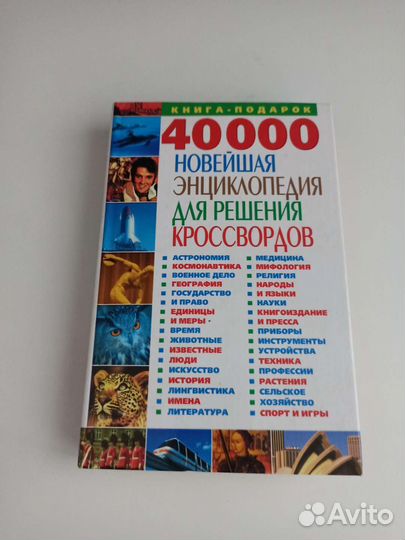 КНИГА-ПОДАРОК
40000
НОВЕЙШАЯ
ЭНЦИКЛОПЕДИЯ
ДЛЯ РЕШЕНИЯ
КРОССВОРДОВ
АСТРОНОМИЯ
КОСМОНАВТИКА
ВОЕННОЕ ДЕЛО
ГЕОГРАФИЯ
ГОСУДАРСТВО
И ПРАВО
ЕДИНИЦЫ
И МЕРЫ
ВРЕМЯ
ЖИВОТНЫЕ
ИЗВЕСТНЫЕ
ЛЮДИ
ИСКУССТВО
ИСТОРИЯ
ЛИНГВИСТИКА
ИМЕНА
ЛИТЕРАТУРА
МЕДИЦИНА
МИФОЛОГИЯ
РЕЛИГИЯ
НАРОДЫ
И ЯЗЫКИ
НАУКИ
КНИГОИЗДАНИЕ
И ПРЕССА
ПРИБОРЫ
ИНСТРУМЕНТЫ
УСТРОЙСТВА
ТЕХНИКА
ПРОФЕССИИ
РАСТЕНИЯ
СЕЛЬСКОЕ
ХОЗЯЙСТВО
СПОРТ И ИГРЫ
Avito